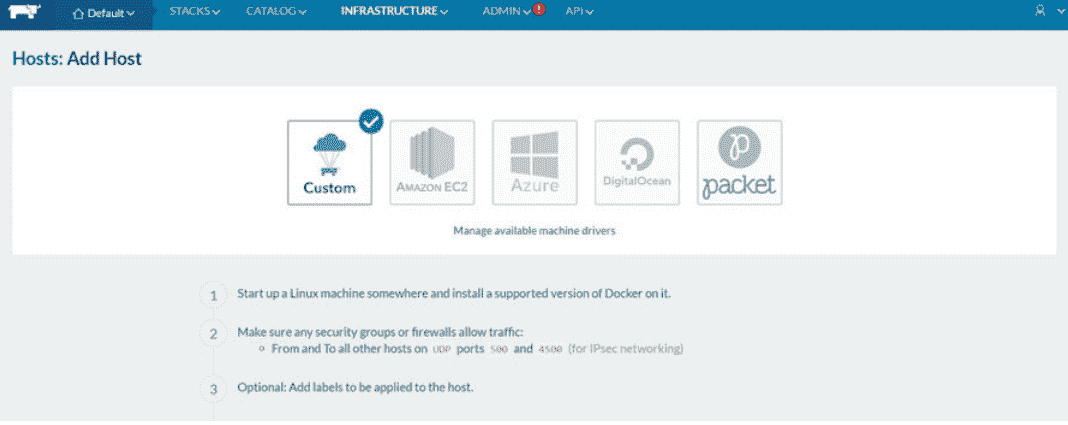 Default STACKS CATALOG INFRASTRUCTURE ADMIN ! API
Hosts: Add Host
Custom AMAZON EC2 Azure DigitalOcean packet
Manage available machine drivers
1 Start up a Linux machine somewhere and install a supported version of Docker on it.
2 Make sure any security groups or firewalls allow traffic:
From and To all other hosts on UDP ports 500 and 4500 (for IPsec networking)
3 Optional: Add labels to be applied to the host.